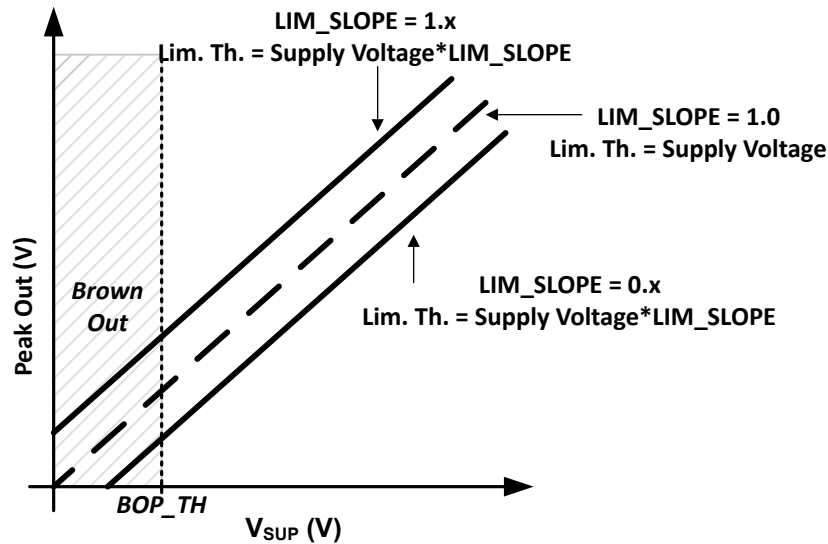 LIM_SLOPE = 1.x
Lim. Th. = Supply Voltage*LIM_SLOPE
LIM_SLOPE = 1.0
Lim. Th. = Supply Voltage
LIM_SLOPE = 0.x
Lim. Th. = Supply Voltage*LIM_SLOPE
Peak Out (V)
Brown
Out
BOP_TH
VSUP (V)